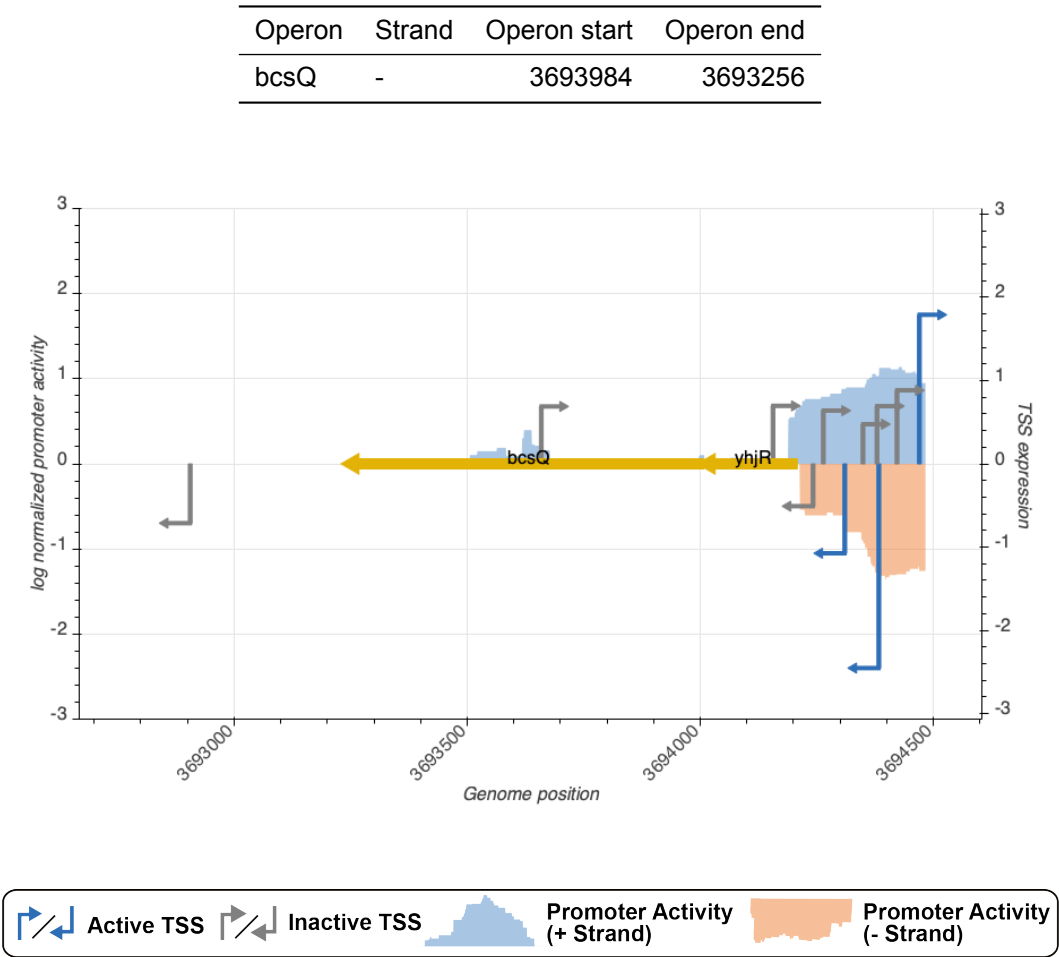 Operon Strand Operon start Operon end
bcsQ - 3693984 3693256
3
2
1
0
-1
-2
-3
log normalized promoter activity
bcsQ
yhjR
3
2
1
0
-1
-2
-3
TSS expression
3693000
3693500
3694000
3694500
Genome position
Active TSS
Inactive TSS
Promoter Activity
(+ Strand)
Promoter Activity
(- Strand)